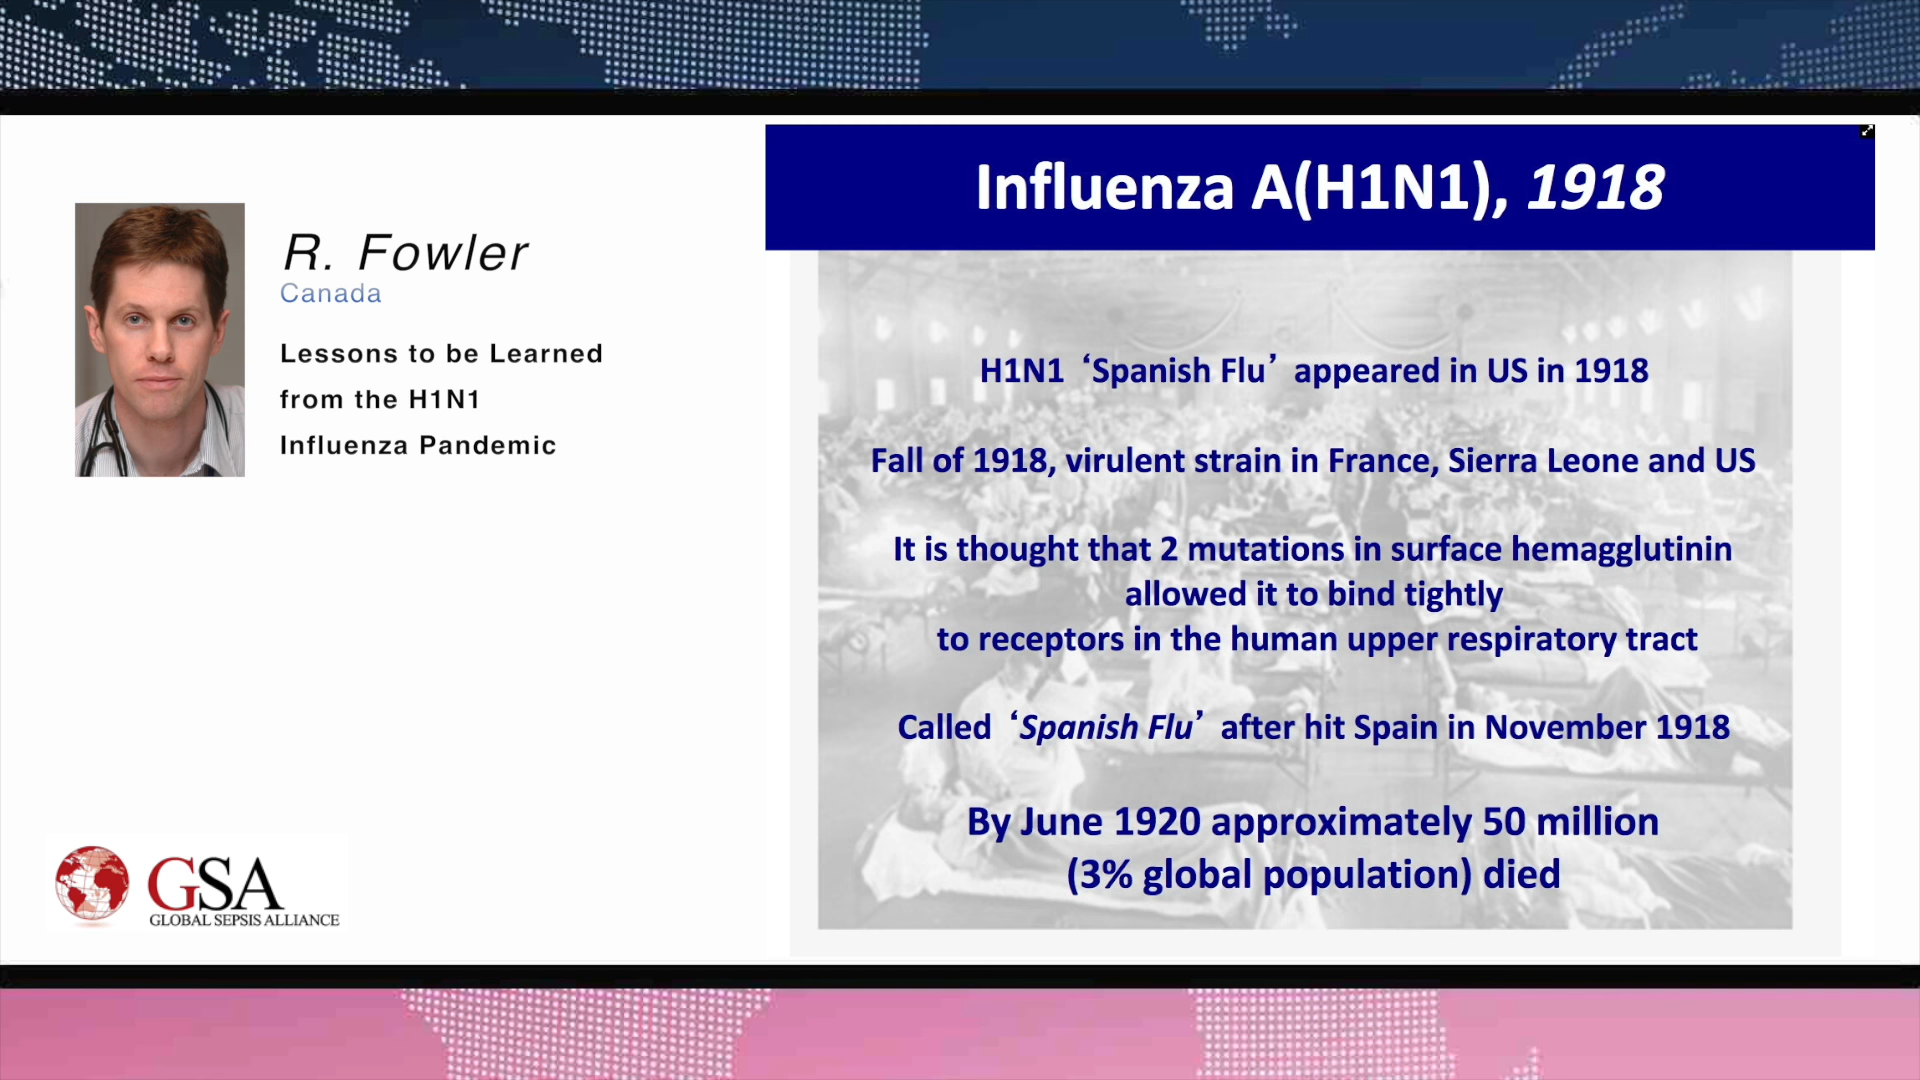 R. Fowler
Canada
Lessons to be Learned
from the H1N1
Influenza Pandemic
GSA
GLOBAL SEPSIS ALLIANCE
Influenza A(H1N1), 1918
H1N1 ‘Spanish Flu’ appeared in US in 1918
Fall of 1918, virulent strain in France, Sierra Leone and US
It is thought that 2 mutations in surface hemagglutinin
allowed it to bind tightly
to receptors in the human upper respiratory tract
Called ‘Spanish Flu’ after hit Spain in November 1918
By June 1920 approximately 50 million
(3% global population) died